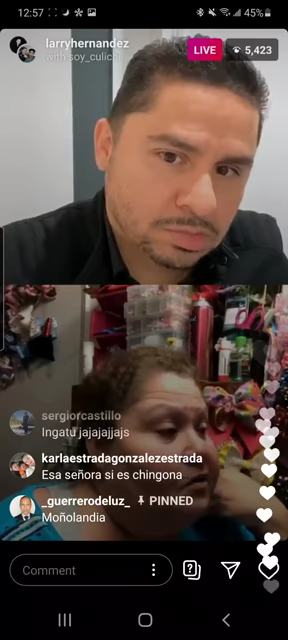 12:57
45%
larryhernandez
with soy_culic
LIVE
5,423
sergiorcastillo
Ingatu jajajajjajs
karlaestradagonzalezestrada
Esa señora si es chingona
_guerrerodeluz_ PINNED
Moñolandia
Comment